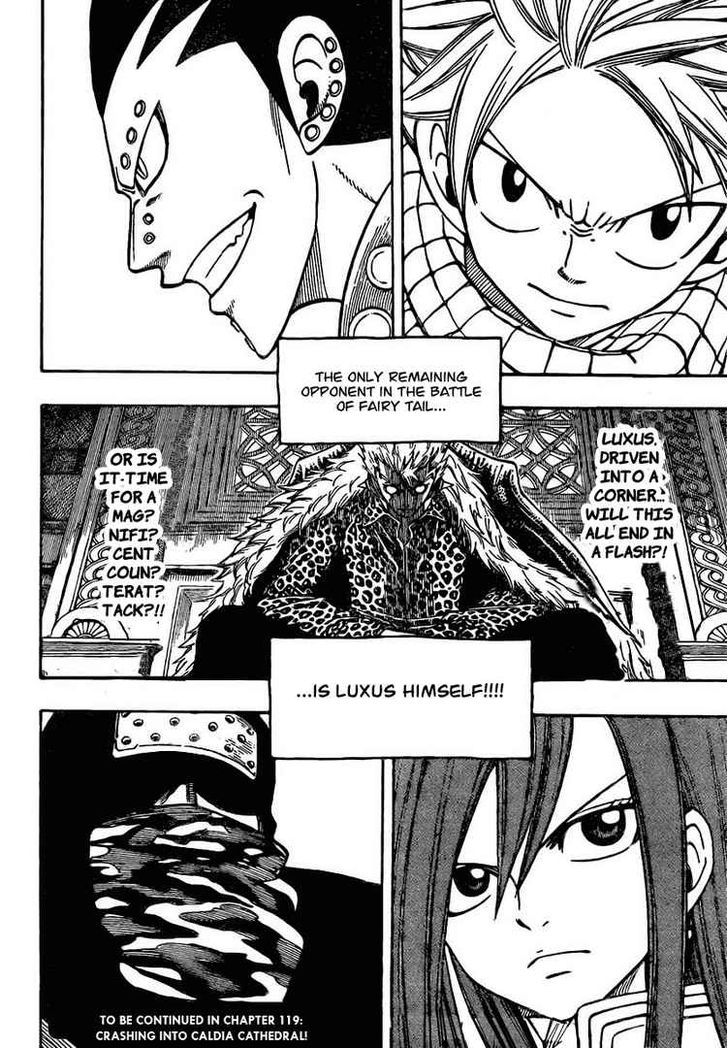 THE ONLY REMAINING
OPPONENT IN THE BATTLE
OF FAIRY TAIL...
LUXUS,
DRIVEN
INTO A
CORNER...
WILL THIS
ALL END IN
A FLASH?!
OR IS
IT TIME
FOR A
MAG?
NIFI?
CENT
COUN?
TERAT?
TACK?!!
...IS LUXUS HIMSELF!!!!
TO BE CONTINUED IN CHAPTER 119:
CRASHING INTO CALDIA CATHEDRAL!